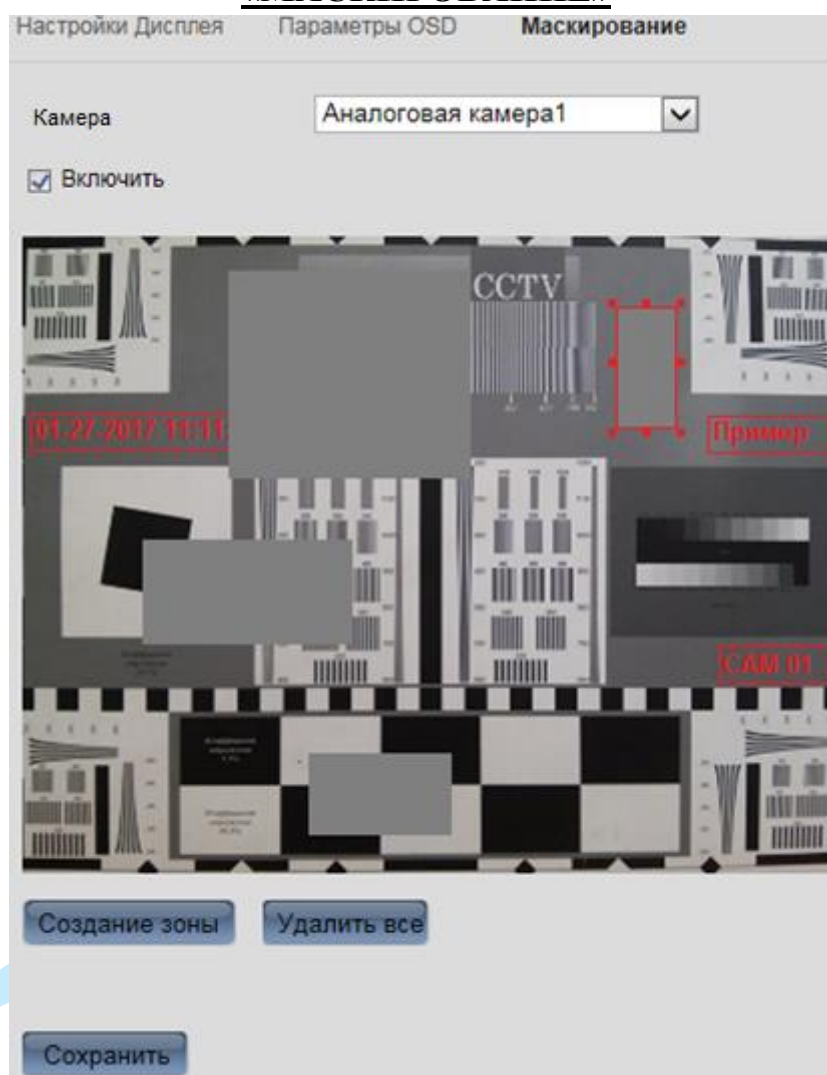 «МАСКИРОВАНИЕ»
Настройки Дисплея Параметры OSD Маскирование
Камера Аналоговая камера1
Включить
CCTV
01-27-2017 11:11:
Пример
CAM 01
Создание зоны Удалить все
Сохранить